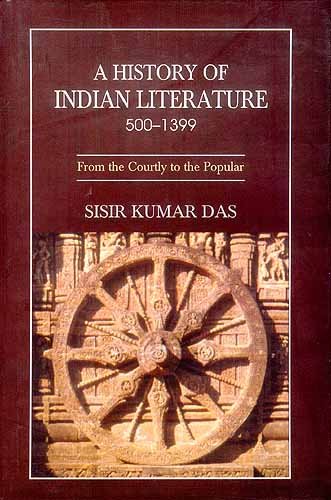 A HISTORY OF
INDIAN LITERATURE
500–1399
From the Courtly to the Popular
SISIR KUMAR DAS